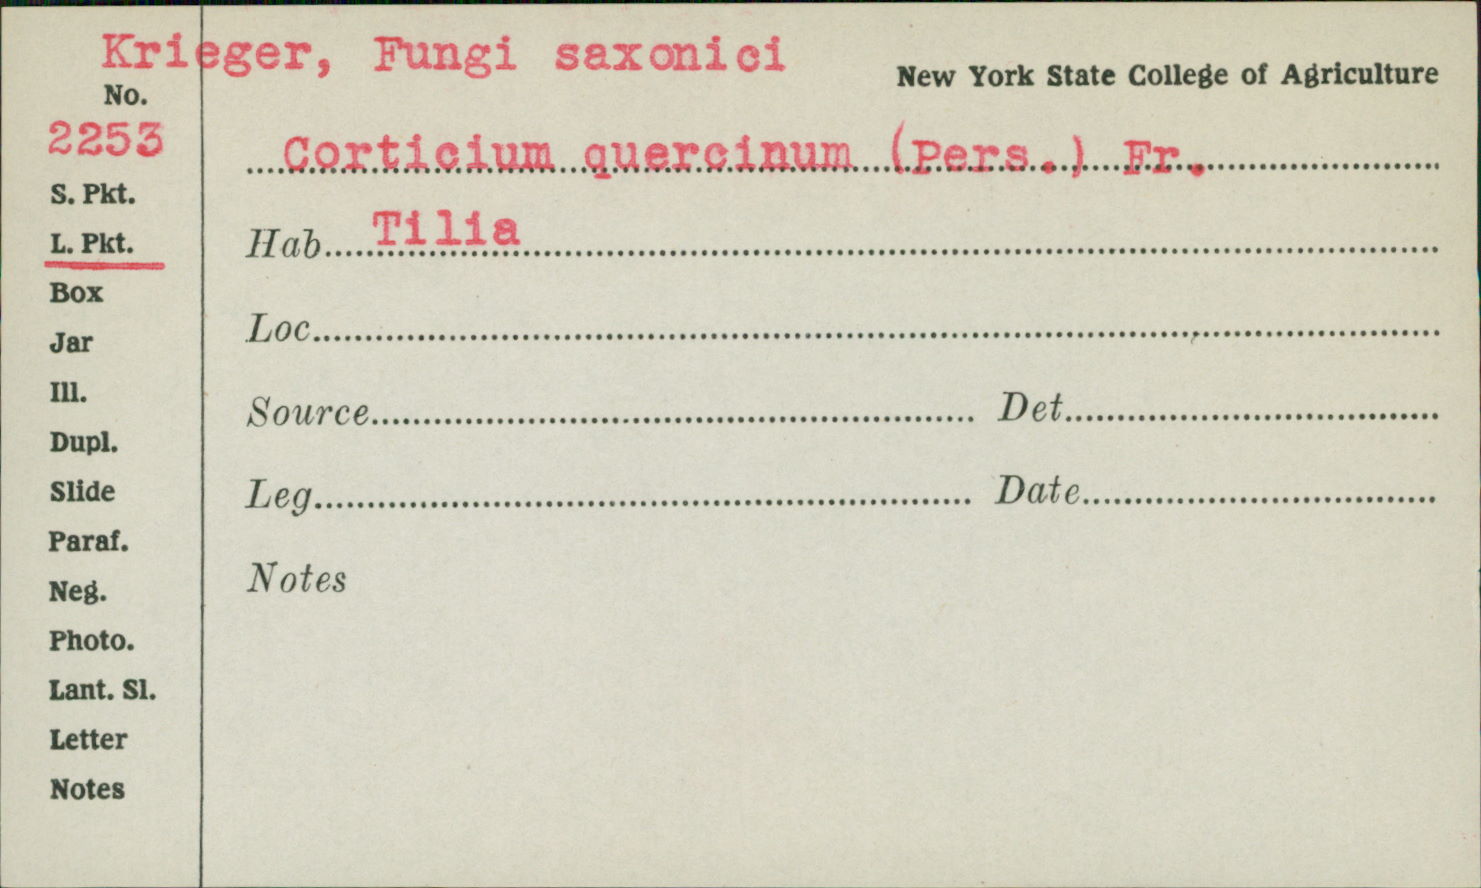 Krieger, Fungi saxonici
New York State College of Agriculture
No.
2253
Corticium quercinum (Pers.) Fr.
S. Pkt.
Hab. Tilia
L. Pkt.
Box
Loc.
Jar
Ill.
Source
Det.
Dupl.
Slide
Leg.
Date
Paraf.
Notes
Neg.
Photo.
Lant. Sl.
Letter
Notes